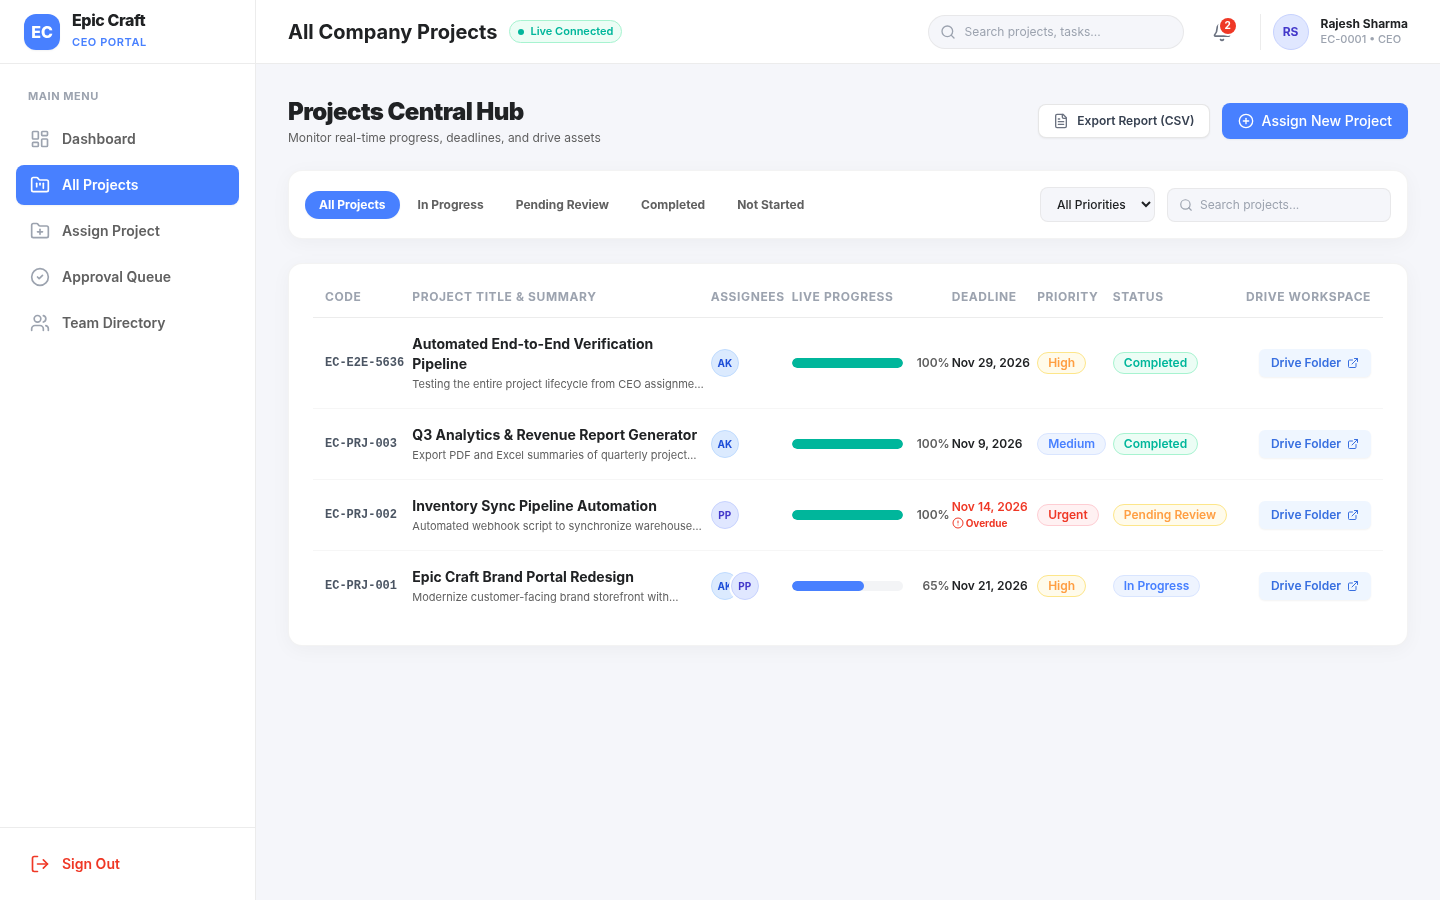 EC
Epic Craft
CEO PORTAL
All Company Projects
Live Connected
Search projects, tasks...
2
RS
Rajesh Sharma
EC-0001 • CEO
MAIN MENU
Dashboard
All Projects
Assign Project
Approval Queue
Team Directory
Sign Out
Projects Central Hub
Monitor real-time progress, deadlines, and drive assets
Export Report (CSV)
Assign New Project
All Projects
In Progress
Pending Review
Completed
Not Started
All Priorities
Search projects...
CODE PROJECT TITLE & SUMMARY ASSIGNEES LIVE PROGRESS DEADLINE PRIORITY STATUS DRIVE WORKSPACE
EC-E2E-5636
Automated End-to-End Verification
Pipeline
Testing the entire project lifecycle from CEO assignme...
AK
100%
Nov 29, 2026
High
Completed
Drive Folder
EC-PRJ-003
Q3 Analytics & Revenue Report Generator
Export PDF and Excel summaries of quarterly project...
AK
100%
Nov 9, 2026
Medium
Completed
Drive Folder
EC-PRJ-002
Inventory Sync Pipeline Automation
Automated webhook script to synchronize warehouse...
PP
100%
Nov 14, 2026
Overdue
Urgent
Pending Review
Drive Folder
EC-PRJ-001
Epic Craft Brand Portal Redesign
Modernize customer-facing brand storefront with...
AK
PP
65%
Nov 21, 2026
High
In Progress
Drive Folder